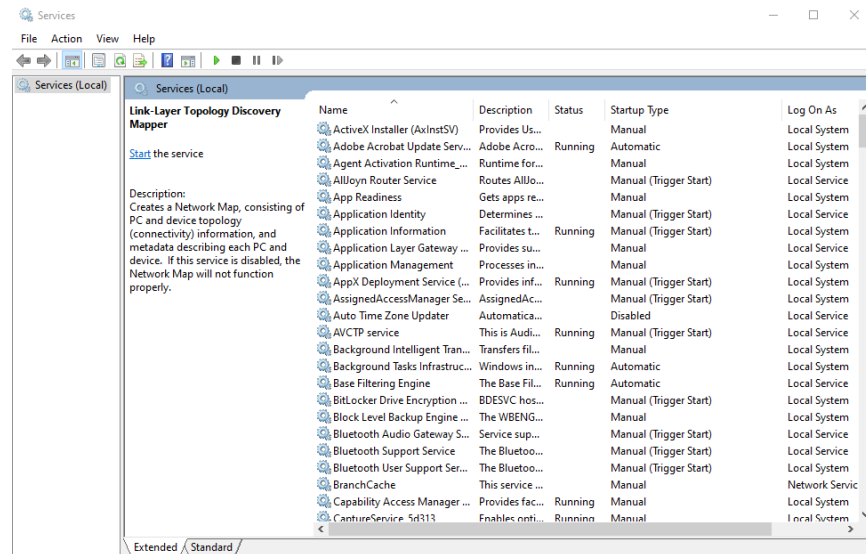 Services
File Action View Help
Services (Local)
Services (Local)
Link-Layer Topology Discovery
Mapper
Start the service
Description:
Creates a Network Map, consisting of
PC and device topology
(connectivity) information, and
metadata describing each PC and
device. If this service is disabled, the
Network Map will not function
properly.
Name Description Status Startup Type Log On As
ActiveX Installer (AxInstSV) Provides Us... Manual Local System
Adobe Acrobat Update Serv... Adobe Acro... Running Automatic Local System
Agent Activation Runtime_... Runtime for... Manual Local System
AllJoyn Router Service Routes AllJo... Manual (Trigger Start) Local Service
App Readiness Gets apps re... Manual Local System
Application Identity Determines ... Manual (Trigger Start) Local Service
Application Information Facilitates t... Running Manual (Trigger Start) Local System
Application Layer Gateway ... Provides su... Manual Local Service
Application Management Processes in... Manual Local System
AppX Deployment Service (... Provides inf... Running Manual (Trigger Start) Local System
AssignedAccessManager Se... AssignedAc... Manual (Trigger Start) Local System
Auto Time Zone Updater Automatica... Disabled Local Service
AVCTP service This is Audi... Running Manual (Trigger Start) Local Service
Background Intelligent Tran... Transfers fil... Manual Local System
Background Tasks Infrastruc... Windows in... Running Automatic Local System
Base Filtering Engine The Base Fil... Running Automatic Local Service
BitLocker Drive Encryption ... BDESVC hos... Manual (Trigger Start) Local System
Block Level Backup Engine ... The WBENG... Manual Local System
Bluetooth Audio Gateway S... Service sup... Manual (Trigger Start) Local Service
Bluetooth Support Service The Bluetoo... Manual (Trigger Start) Local Service
Bluetooth User Support Ser... The Bluetoo... Manual (Trigger Start) Local System
BranchCache This service ... Manual Network Servic
Capability Access Manager ... Provides fac... Running Manual Local System
CaptureService_5d313 Enables opti... Running Manual Local System
Extended Standard